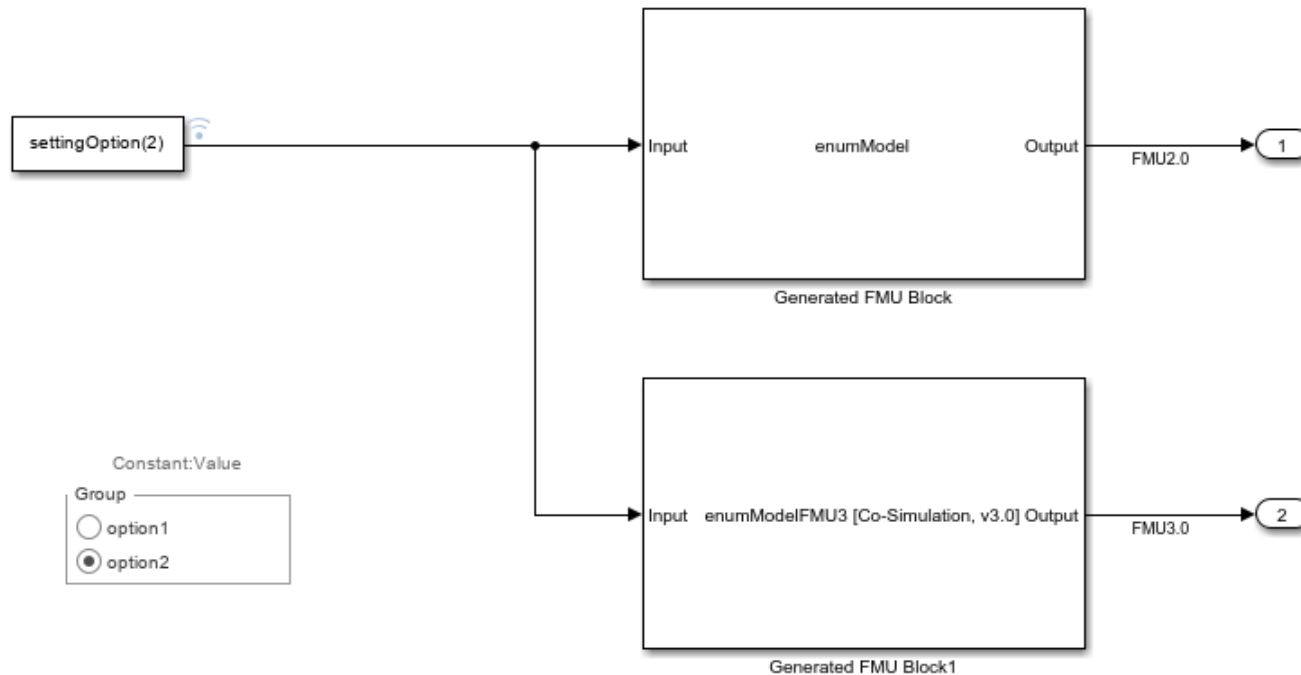 settingOption(2)
Input
enumModel
Output
FMU2.0
1
Generated FMU Block
Constant:Value
Group
option1
option2
Input
enumModelFMU3 [Co-Simulation, v3.0]
Output
FMU3.0
2
Generated FMU Block1